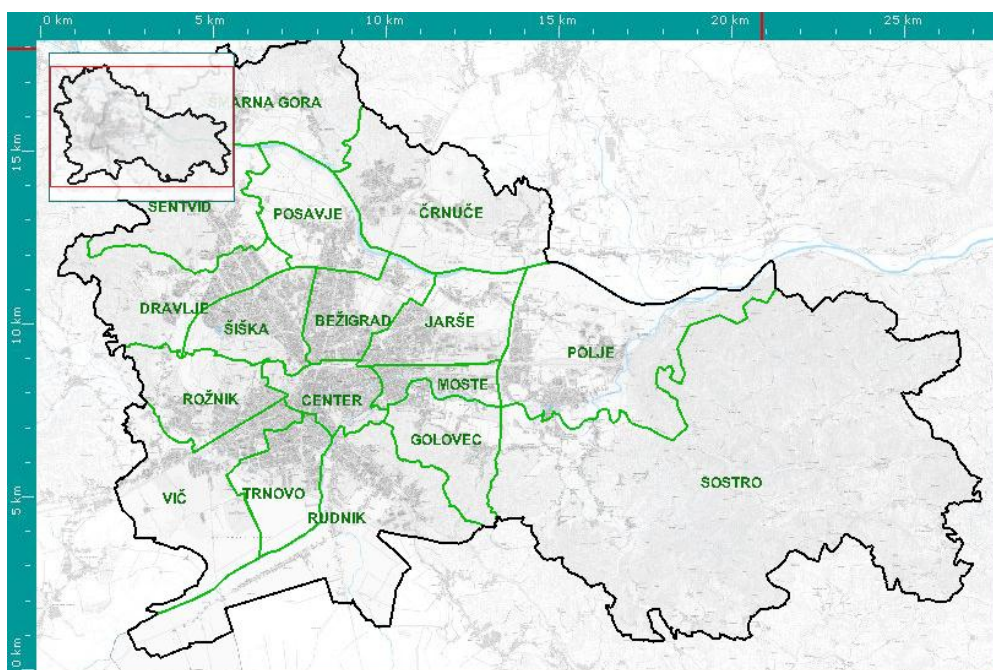 0 km
5 km
10 km
15 km
20 km
25 km
ŠMARNA GORA
15 km
ŠENTVID
POSAVJE
ČRNUČE
10 km
DRAVLJE
ŠIŠKA
BEŽIGRAD
JARŠE
POLJE
ROŽNIK
CENTER
MOSTE
GOLOVEC
5 km
VIČ
TRNOVO
RUDNIK
SOSTRO
0 km